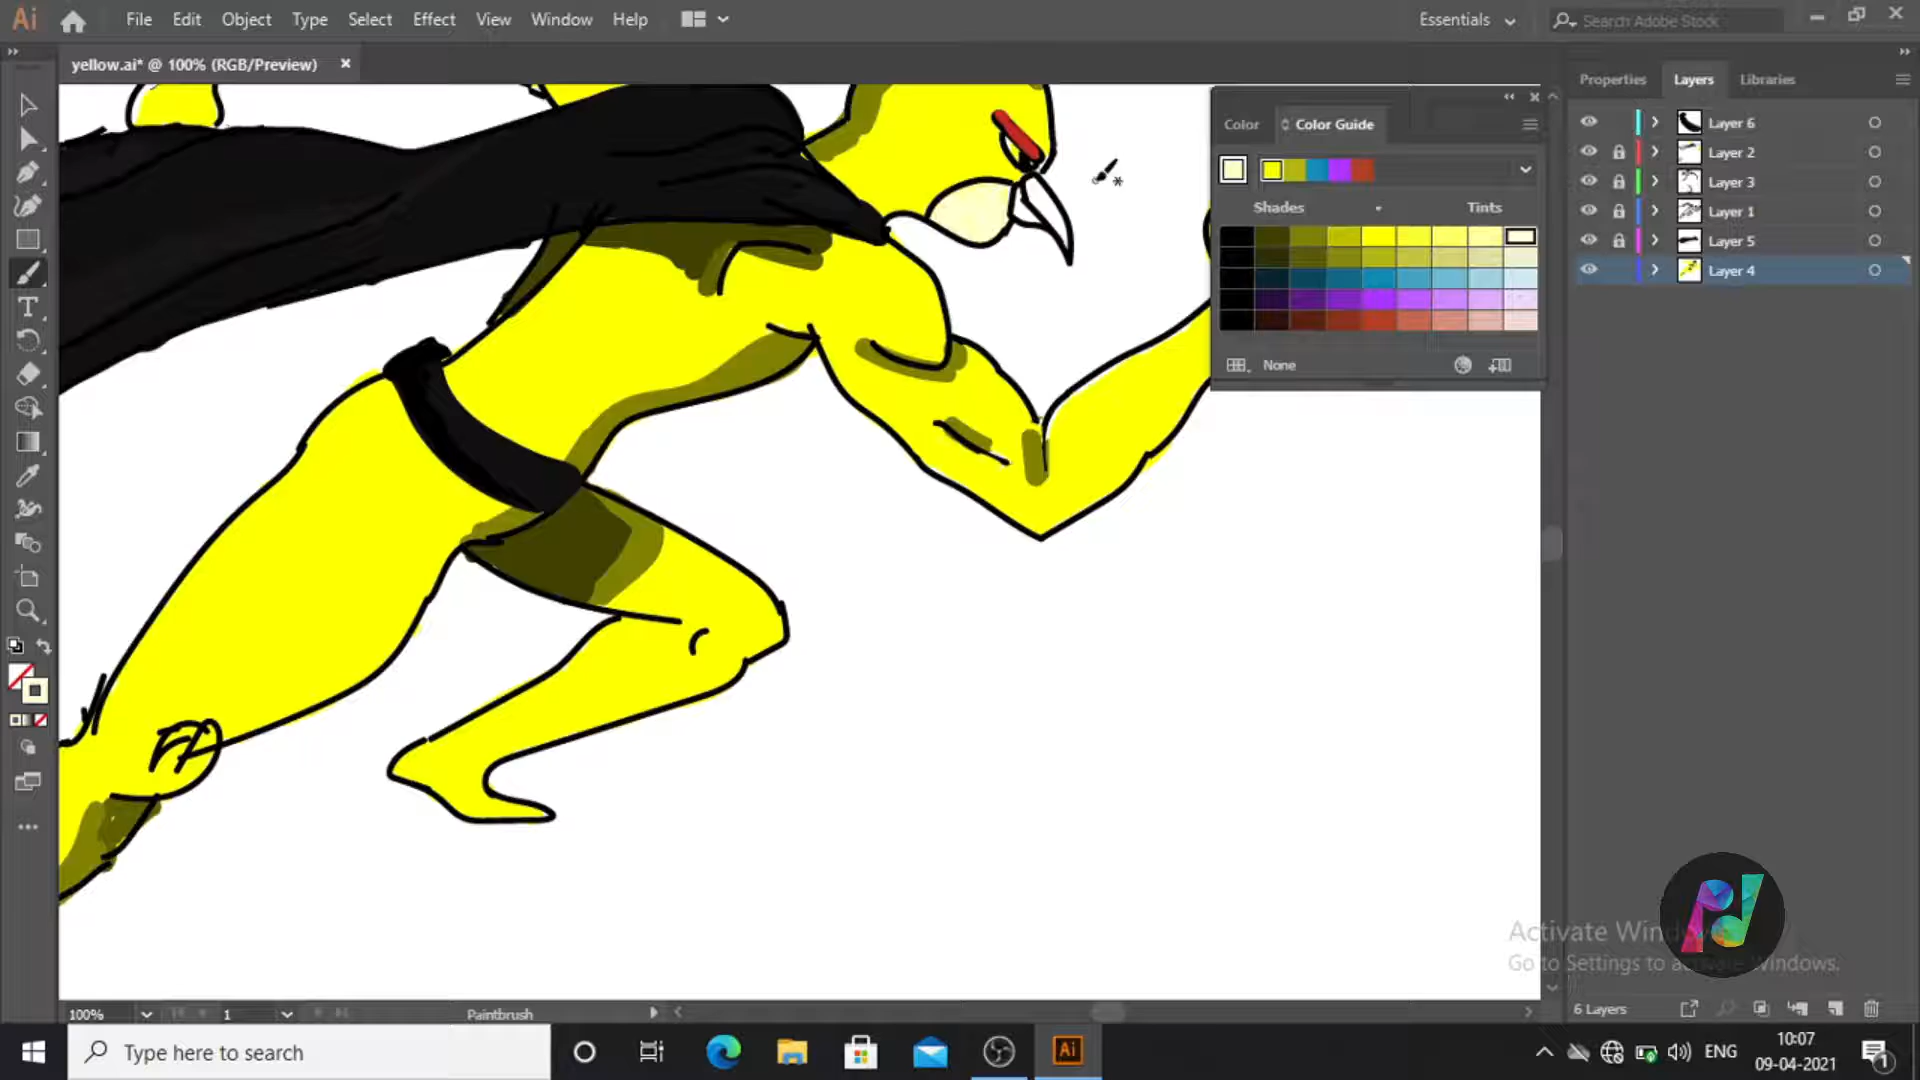 Ai File Edit Object Type Select Effect View Window Help Essentials Search Adobe Stock
yellow.ai* @ 100% (RGB/Preview)
Properties Layers Libraries
Color Color Guide
Shades Tints
None
Layer 6
Layer 2
Layer 3
Layer 1
Layer 5
Layer 4
Activate Windows
Go to Settings to activate Windows.
100% 1 Paintbrush
6 Layers
Type here to search
Ai
ENG
10:07
09-04-2021
1